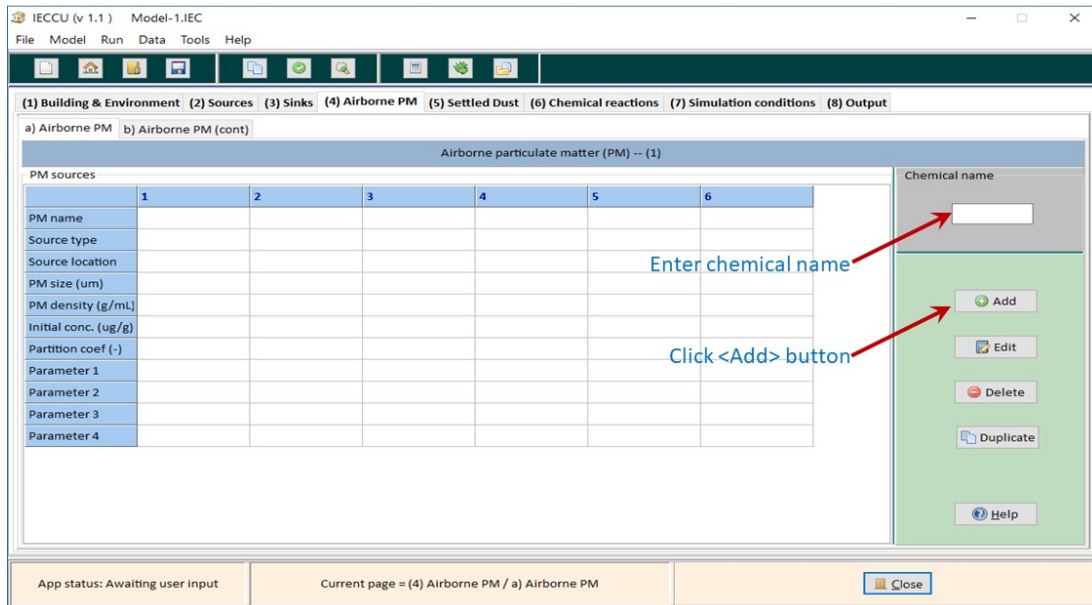 IECCU (v 1.1 ) Model-1.IEC
File Model Run Data Tools Help
(1) Building & Environment (2) Sources (3) Sinks (4) Airborne PM (5) Settled Dust (6) Chemical reactions (7) Simulation conditions (8) Output
a) Airborne PM b) Airborne PM (cont)
Airborne particulate matter (PM) -- (1)
PM sources
Chemical name
1 2 3 4 5 6
PM name
Source type
Source location
Enter chemical name
PM size (um)
PM density (g/mL)
Add
Initial conc. (ug/g)
Partition coef (-)
Edit
Click <Add> button
Parameter 1
Parameter 2
Delete
Parameter 3
Parameter 4
Duplicate
Help
App status: Awaiting user input
Current page = (4) Airborne PM / a) Airborne PM
Close